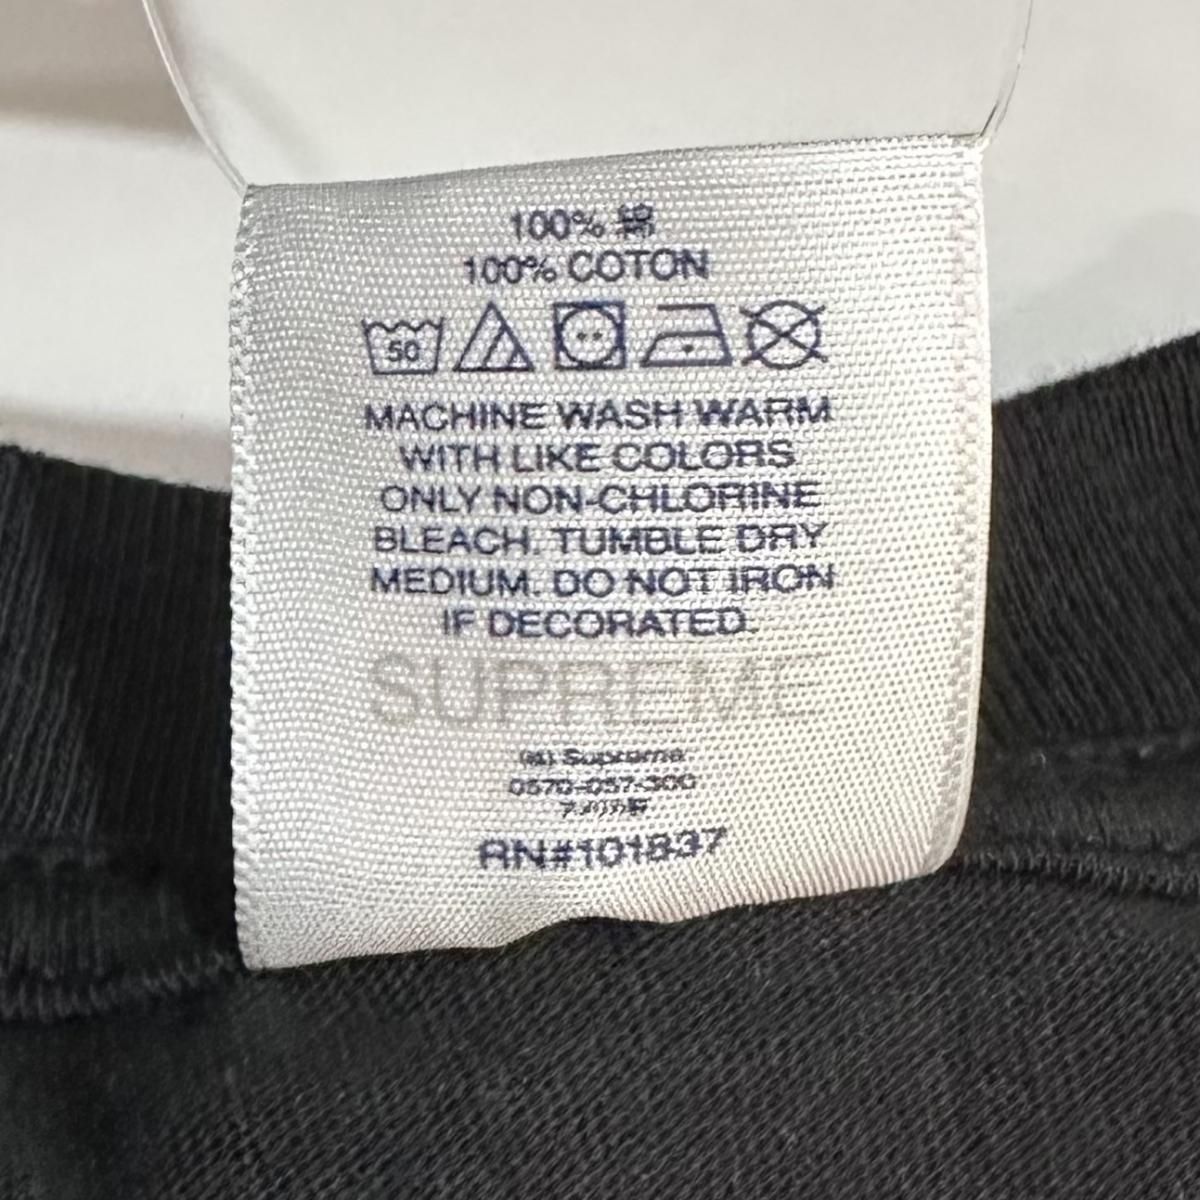 100% 綿
100% COTON
50
MACHINE WASH WARM
WITH LIKE COLORS
ONLY NON-CHLORINE
BLEACH. TUMBLE DRY
MEDIUM. DO NOT IRON
IF DECORATED.
SUPREME
Supreme
0570-057-300
RN#101837